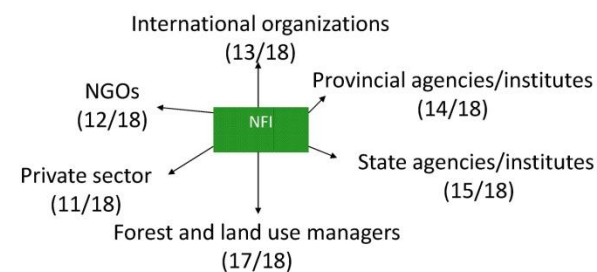 International organizations
(13/18)
Provincial agencies/institutes
(14/18)
NGOs
(12/18)
NFI
State agencies/institutes
(15/18)
Private sector
(11/18)
Forest and land use managers
(17/18)